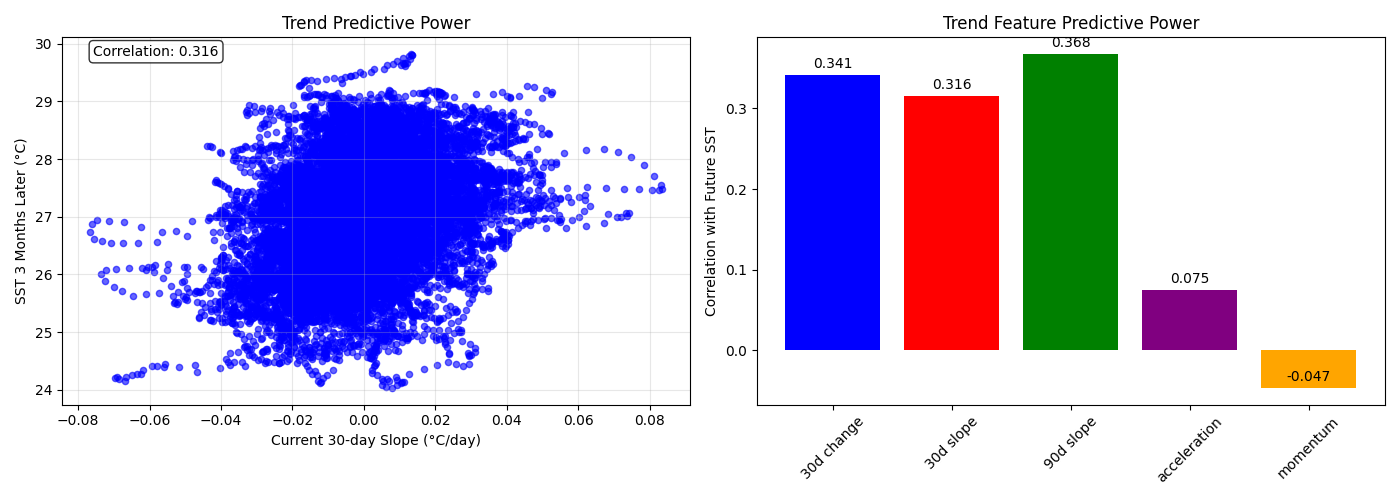 Trend Predictive Power
Correlation: 0.316
SST 3 Months Later (°C)
30
29
28
27
26
25
24
−0.08
−0.06
−0.04
−0.02
0.00
0.02
0.04
0.06
0.08
Current 30-day Slope (°C/day)
Trend Feature Predictive Power
Correlation with Future SST
0.3
0.2
0.1
0.0
0.341
0.316
0.368
0.075
-0.047
30d change
30d slope
90d slope
acceleration
momentum